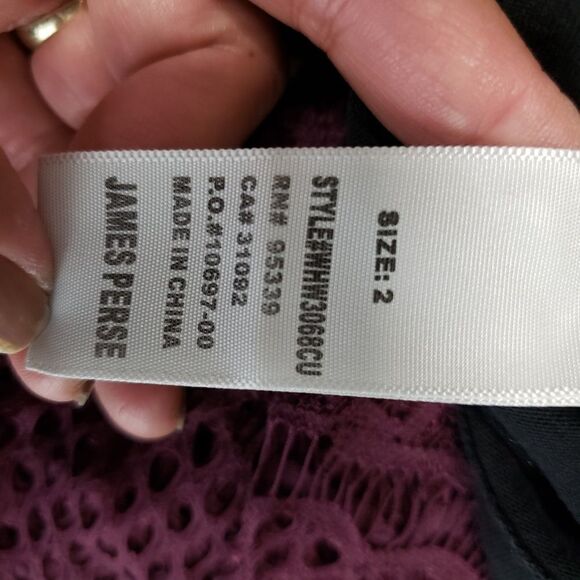 SIZE: 2
STYLE#WHW3068CU
RN# 95339
CA# 31092
P.O.#10697-00
MADE IN CHINA
JAMES PERSE